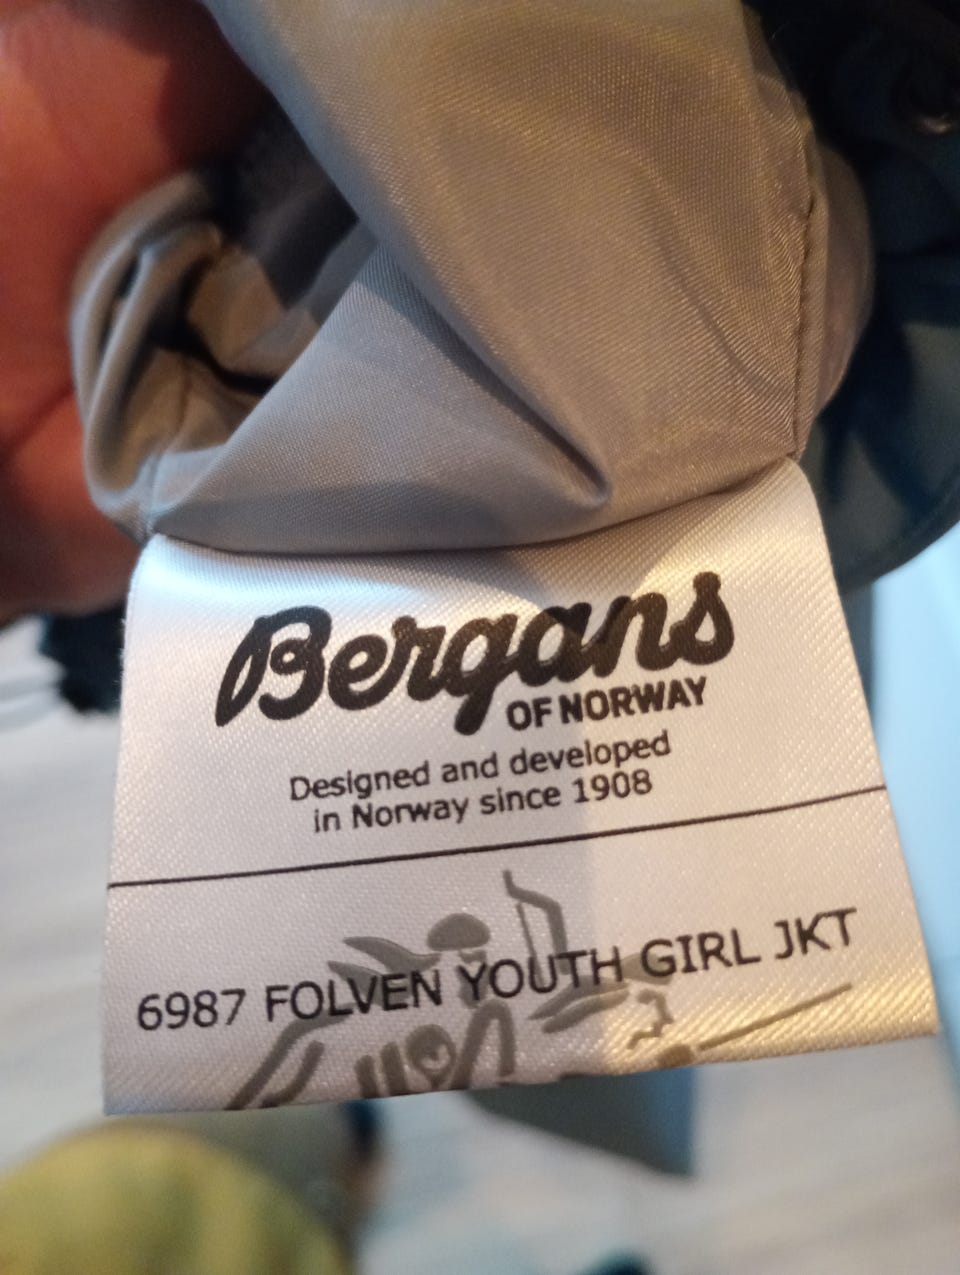 Bergans
OF NORWAY
Designed and developed
in Norway since 1908
6987 FOLVEN YOUTH GIRL JKT